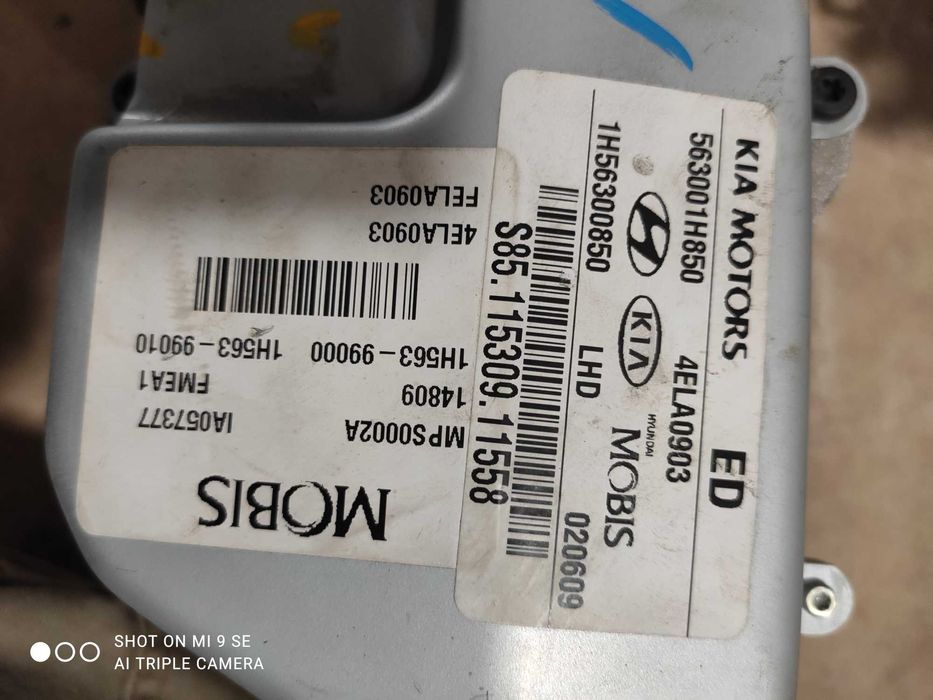 KIA MOTORS ED
563001H850 4ELA0903
KIA HYUNDAI MOBIS
1H56300850 LHD 020609
S85.115309.11558
MOBIS
MPS0002A IA057377
14809 FMEA1
1H563-99000 1H563-99010
4ELA0903
FELA0903
SHOT ON MI 9 SE
AI TRIPLE CAMERA